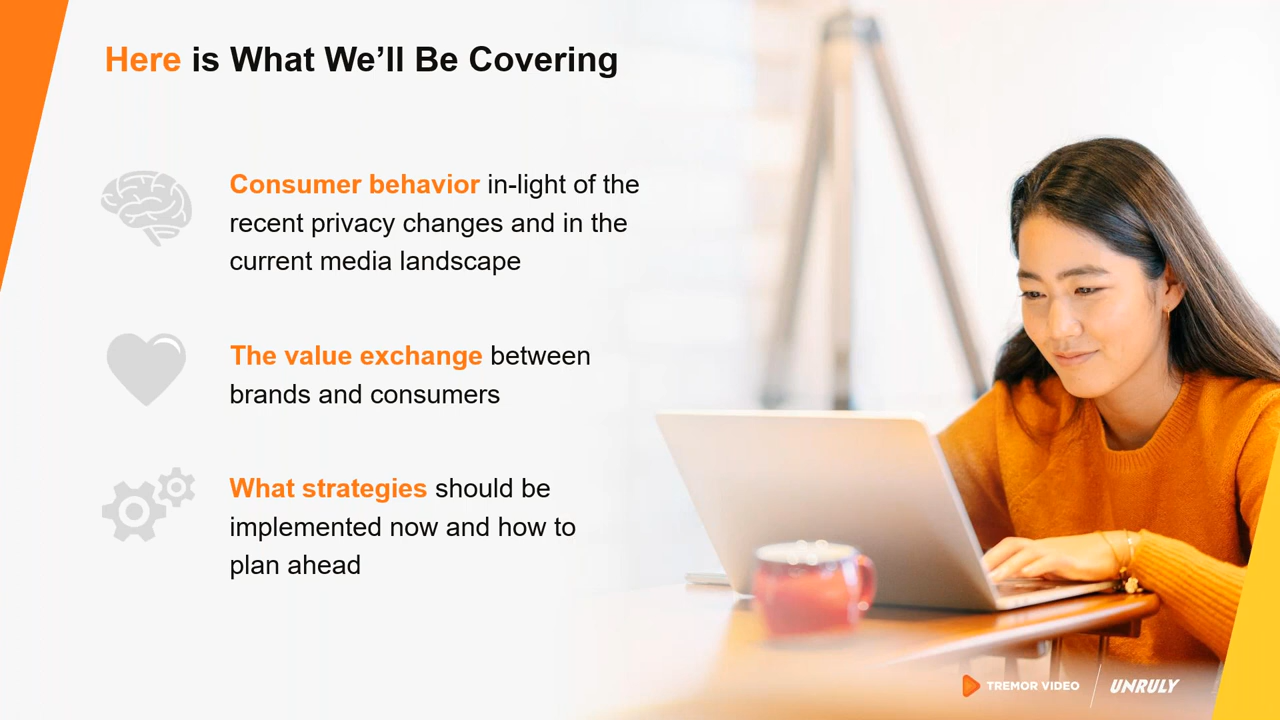 Here is What We’ll Be Covering
Consumer behavior in-light of the
recent privacy changes and in the
current media landscape
The value exchange between
brands and consumers
What strategies should be
implemented now and how to
plan ahead
TREMOR VIDEO
UNRULY